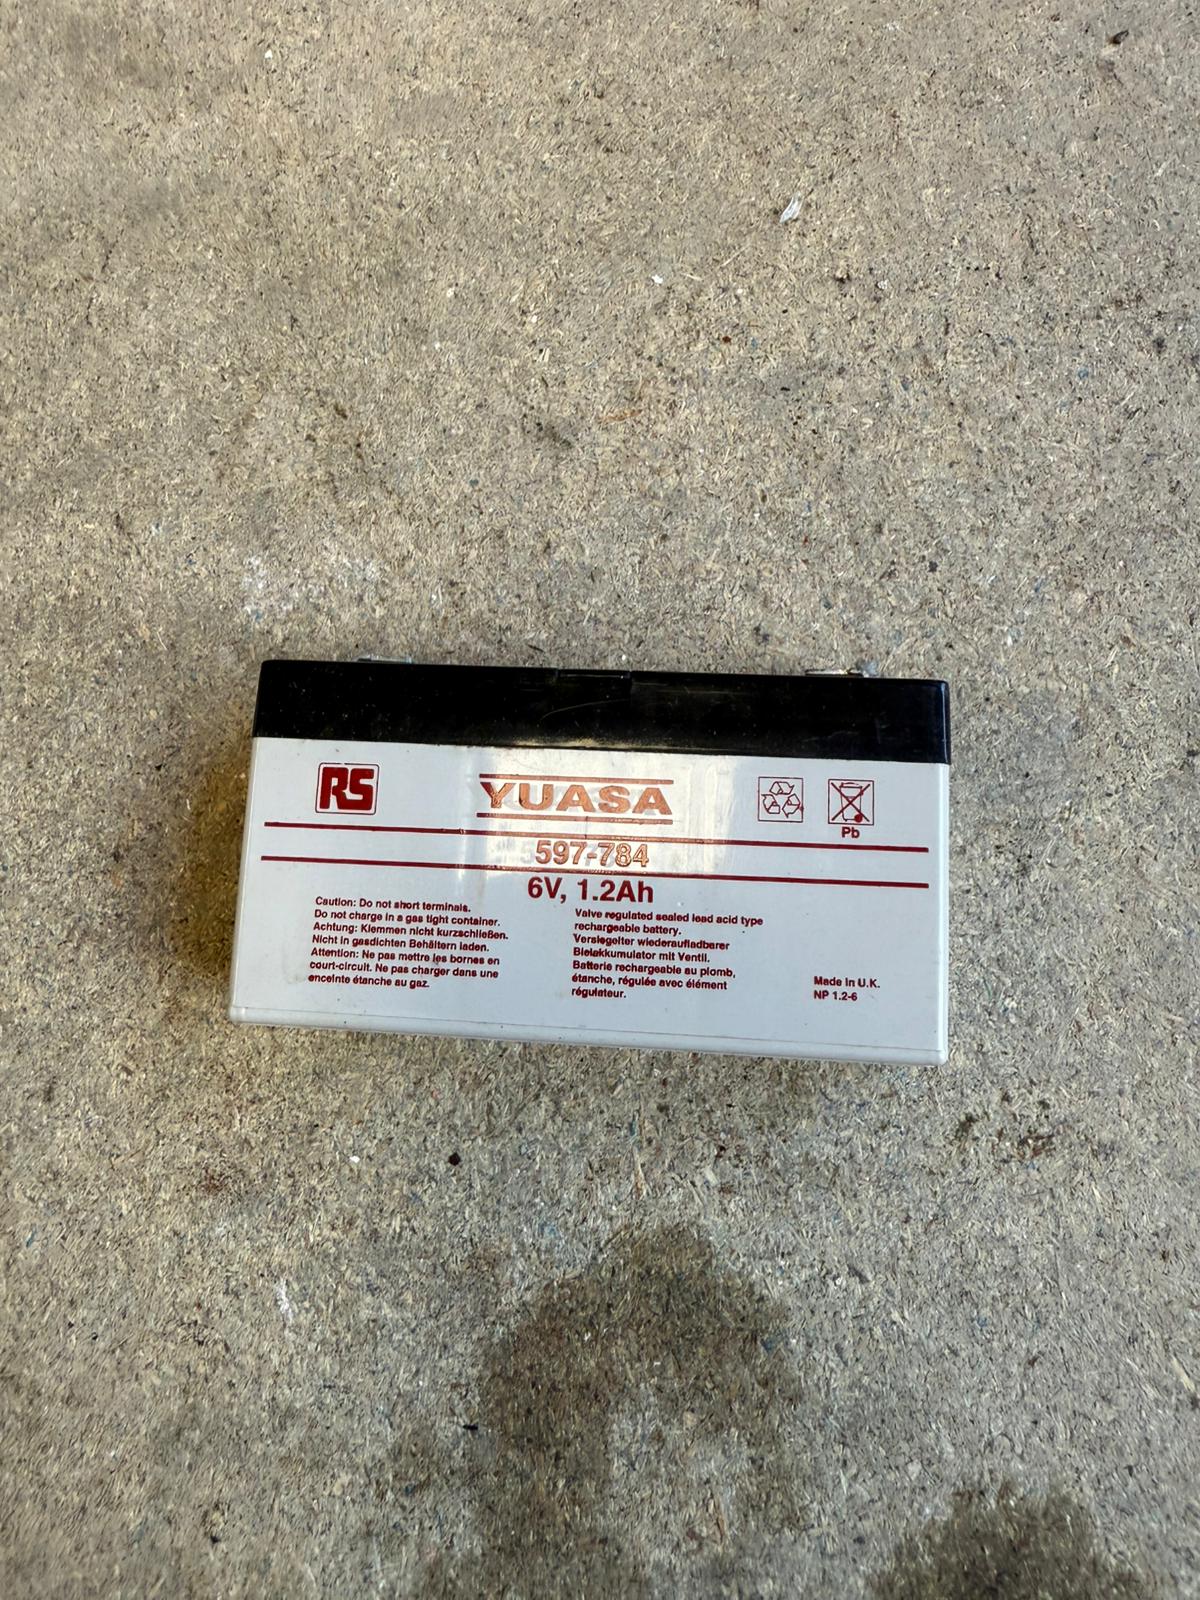 RS
YUASA
Pb
597-784
6V, 1.2Ah
Caution: Do not short terminals.
Do not charge in a gas tight container.
Achtung: Klemmen nicht kurzschließen.
Nicht in gasdichten Behältern laden.
Attention: Ne pas mettre les bornes en
court-circuit. Ne pas charger dans une
enceinte étanche au gaz.
Valve regulated sealed lead acid type
rechargeable battery.
Versiegelter wiederaufladbarer
Bleiakkumulator mit Ventil.
Batterie rechargeable au plomb,
étanche, régulée avec élément
régulateur.
Made in U.K.
NP 1.2-6